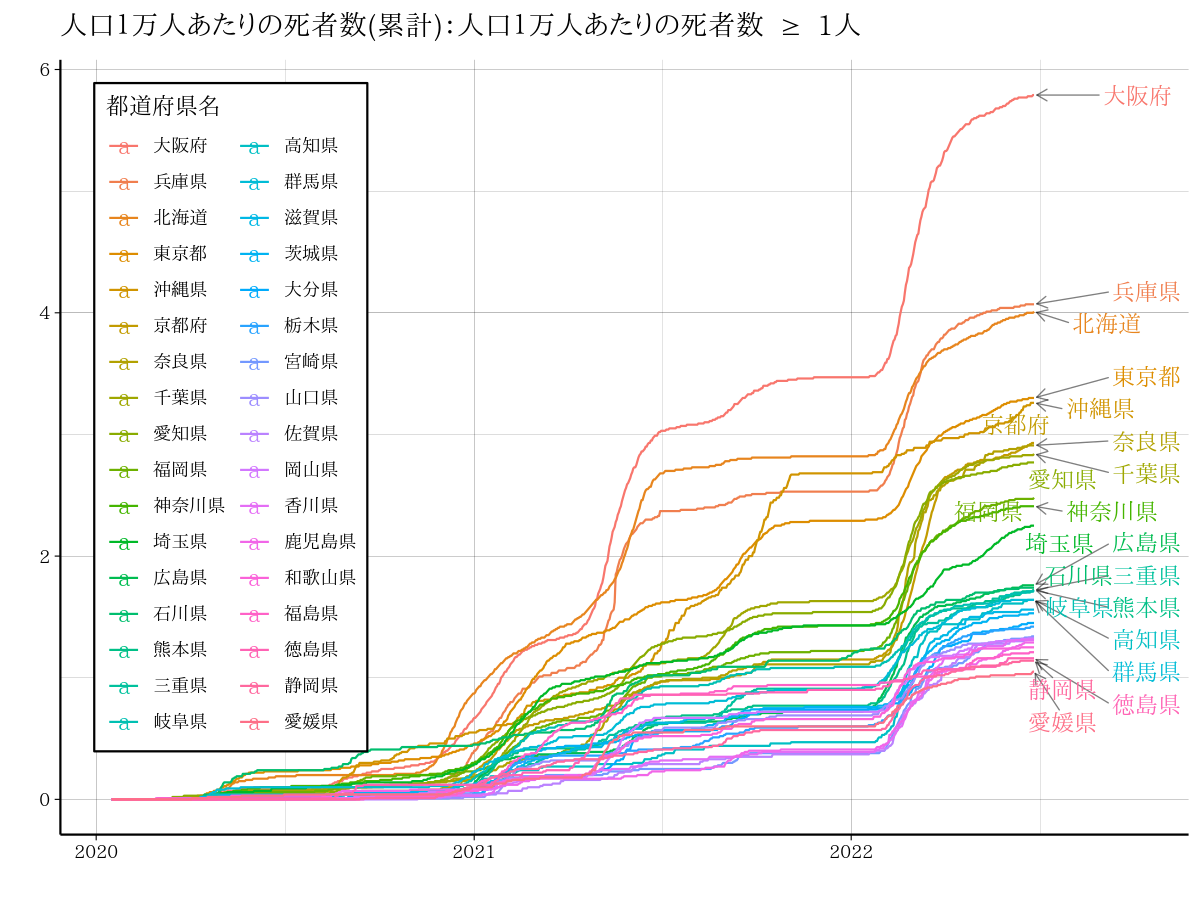 人口1万人あたりの死者数(累計):人口1万人あたりの死者数 ≥ 1人
6
4
2
0
2020
2021
2022
都道府県名
a 大阪府
a 兵庫県
a 北海道
a 東京都
a 沖縄県
a 京都府
a 奈良県
a 千葉県
a 愛知県
a 福岡県
a 神奈川県
a 埼玉県
a 広島県
a 石川県
a 熊本県
a 三重県
a 岐阜県
a 高知県
a 群馬県
a 滋賀県
a 茨城県
a 大分県
a 栃木県
a 宮崎県
a 山口県
a 佐賀県
a 岡山県
a 香川県
a 鹿児島県
a 和歌山県
a 福島県
a 徳島県
a 静岡県
a 愛媛県
大阪府
兵庫県
北海道
東京都
沖縄県
京都府
奈良県
千葉県
愛知県
福岡県
神奈川県
埼玉県
広島県
石川県
三重県
岐阜県
熊本県
高知県
群馬県
静岡県
徳島県
愛媛県